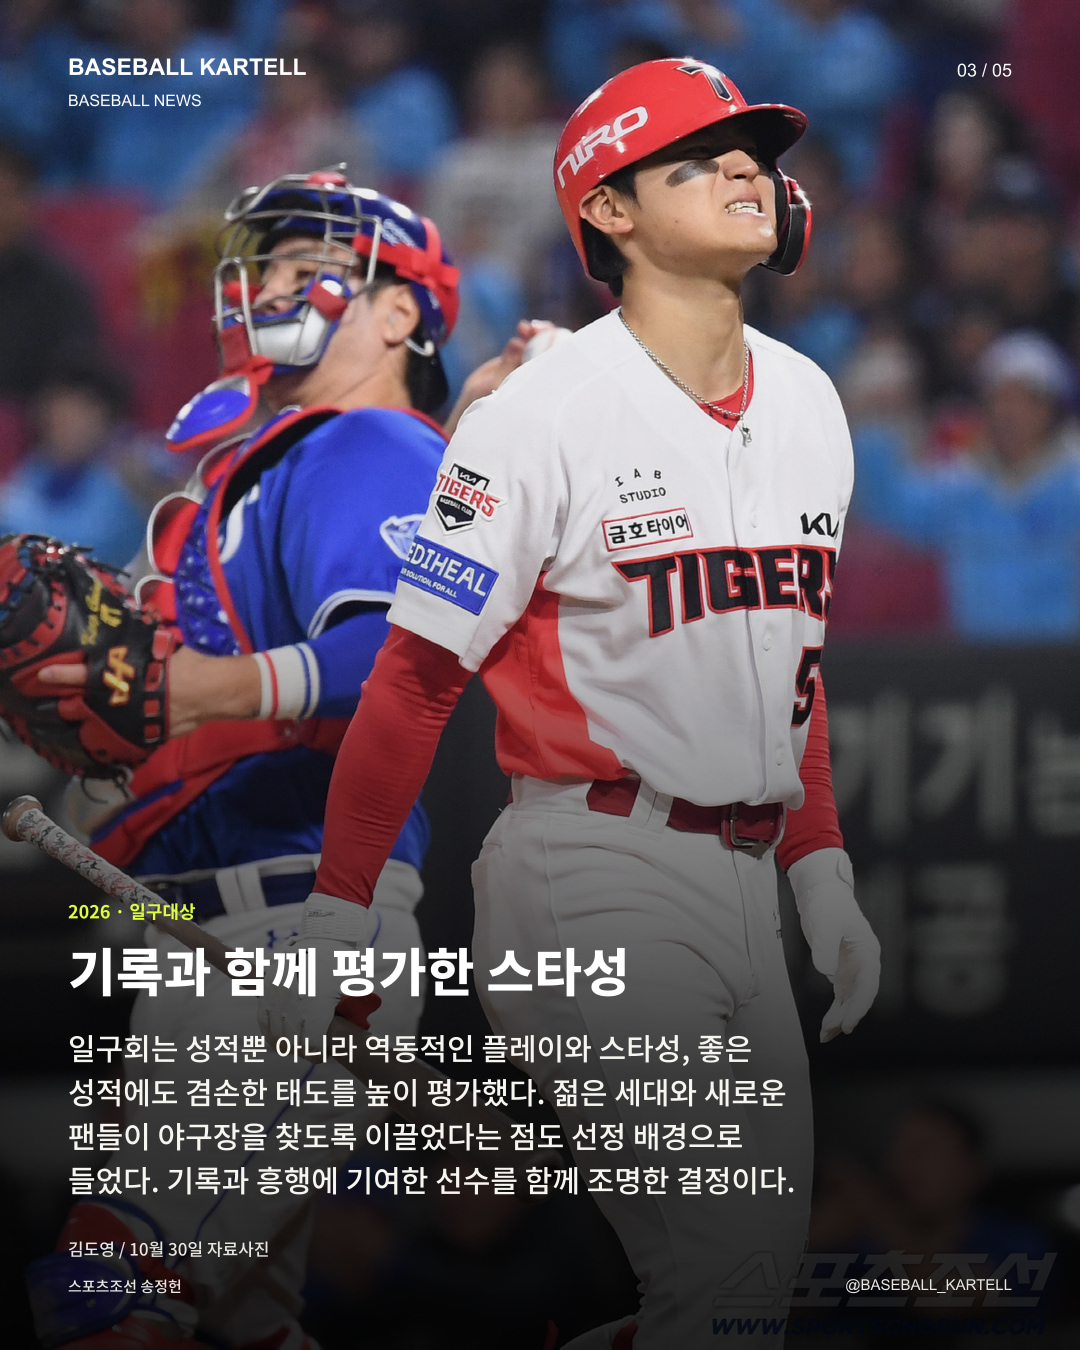 BASEBALL KARTELL
BASEBALL NEWS
03 / 05
NIRO
TIGERS
BASEBALL CLUB
EDIHEAL
R SOLUTION, FOR ALL
I A B
STUDIO
금호타이어
KIA
TIGERS
5
2026 · 일구대상
기록과 함께 평가한 스타성
일구회는 성적뿐 아니라 역동적인 플레이와 스타성, 좋은
성적에도 겸손한 태도를 높이 평가했다. 젊은 세대와 새로운
팬들이 야구장을 찾도록 이끌었다는 점도 선정 배경으로
들었다. 기록과 흥행에 기여한 선수를 함께 조명한 결정이다.
김도영 / 10월 30일 자료사진
스포츠조선 송정헌
@BASEBALL_KARTELL
스포츠조선